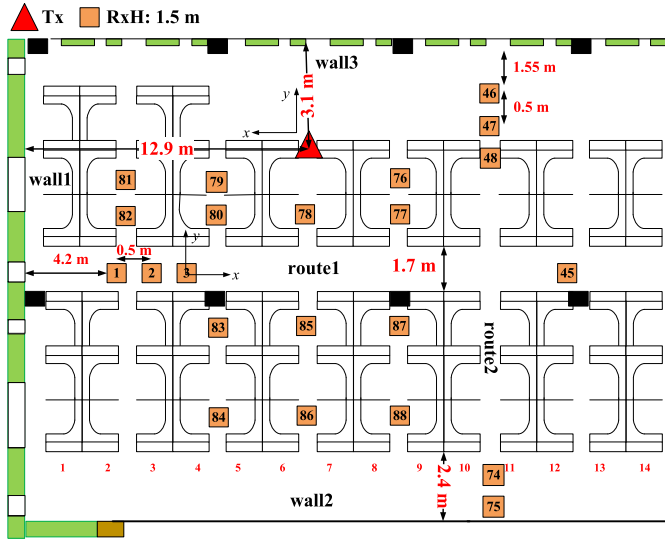 Tx RxH: 1.5 m
wall3
1.55 m
3.1 m
46
0.5 m
y
47
x
12.9 m
48
wall1
81
79
76
82
80
78
77
y
0.5 m
4.2 m
1
2
3
x
route1
1.7 m
45
83
85
87
route2
84
86
88
1 2 3 4 5 6 7 8 9 10 11 12 13 14
74
2.4 m
wall2
75